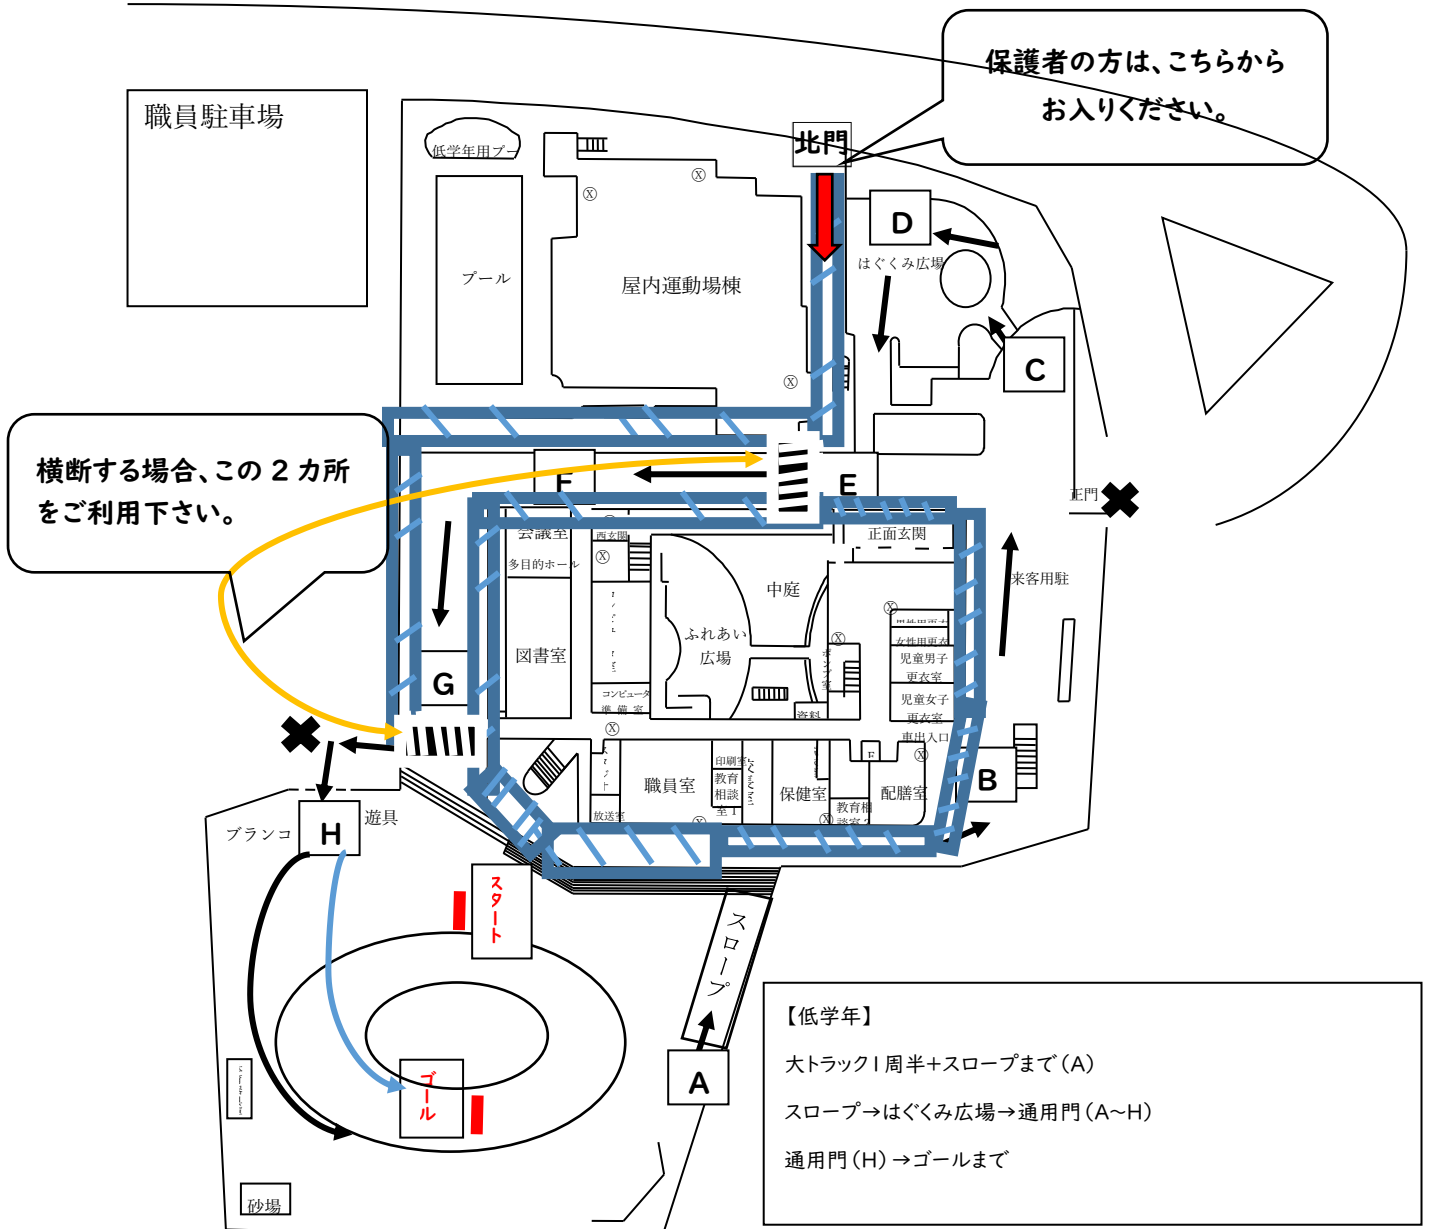 保護者の方は、こちらから
お入りください。
職員駐車場
北門
低学年用プー
D
はぐくみ広場
プール
屋内運動場棟
C
横断する場合、この2カ所
をご利用下さい。
F
E
正門
会議室
西玄関
正面玄関
多目的ホール
中庭
来客用駐
女性用更衣
ふれあい
広場
図書室
児童男子
更衣室
G
コンピュータ
準備室
児童女子
更衣室
資料
車出入口
印刷室
職員室
教育
相談
室1
保健室
配膳室
B
放送室
教育相
談室2
ブランコ
H
遊具
スタート
スロープ
ゴール
A
砂場
【低学年】
大トラック1周半+スロープまで(A)
スロープ→はぐくみ広場→通用門(A~H)
通用門(H)→ゴールまで